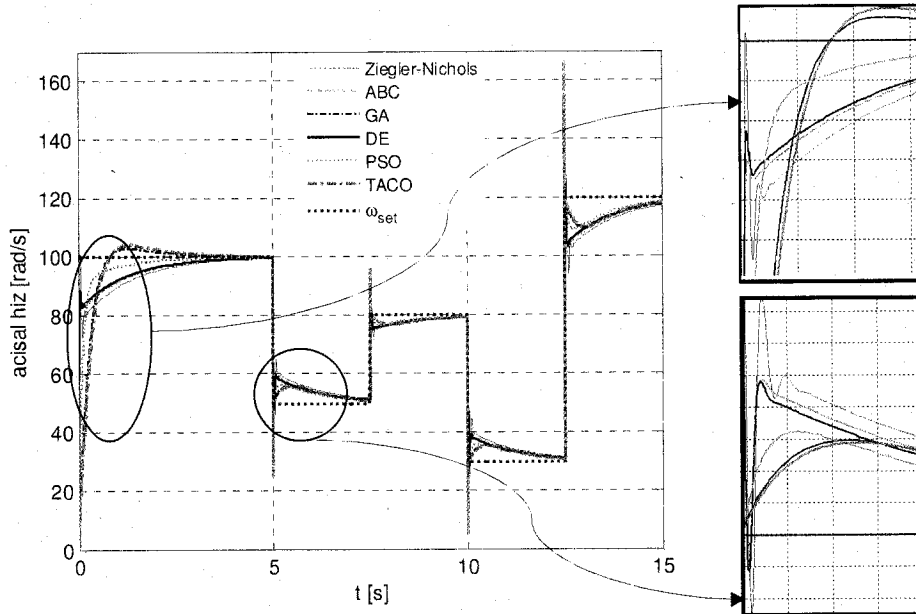 160
140
120
100
80
60
40
20
0
acisal hiz [rad/s]
Ziegler-Nichols
ABC
GA
DE
PSO
TACO
ωset
0
5
10
15
t [s]